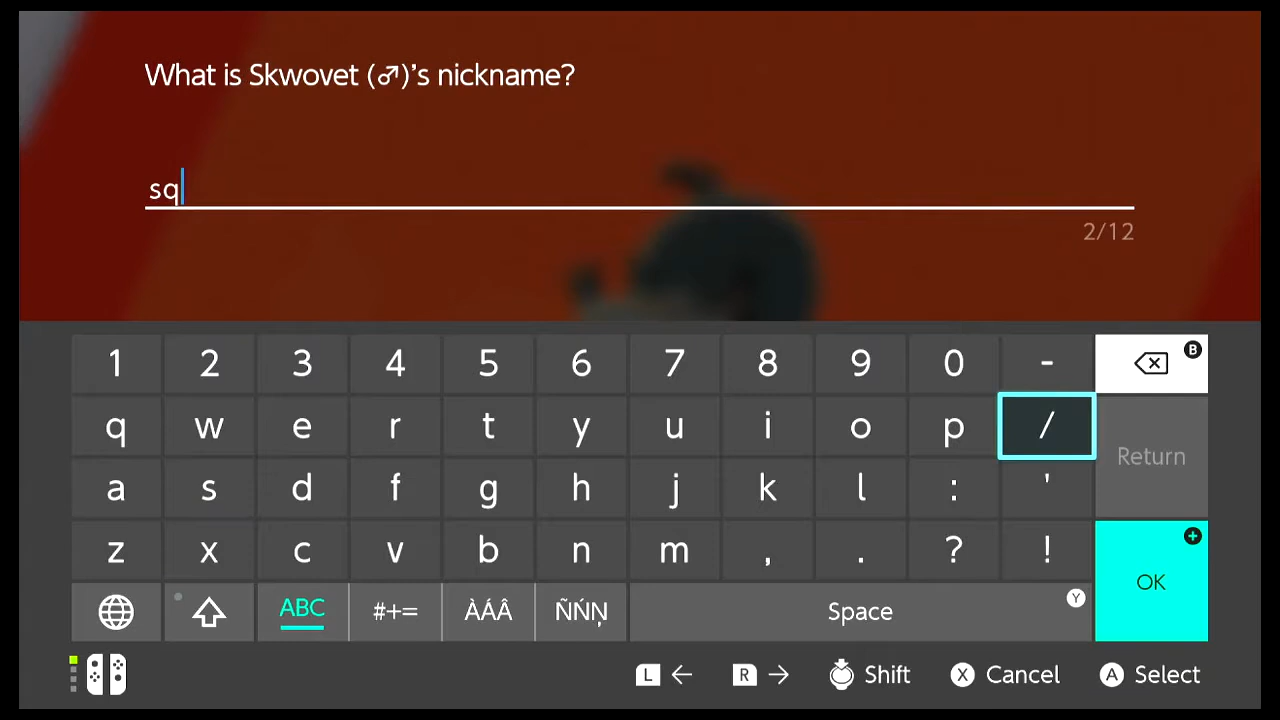 What is Skwovet (♂)'s nickname?
sq
2/12
1 2 3 4 5 6 7 8 9 0 - B
q w e r t y u i o p / Return
a s d f g h j k l : '
z x c v b n m , . ? ! + OK
ABC #+= ÀÁÂ ÑŃŅ Space Y
L ← R → Shift X Cancel A Select